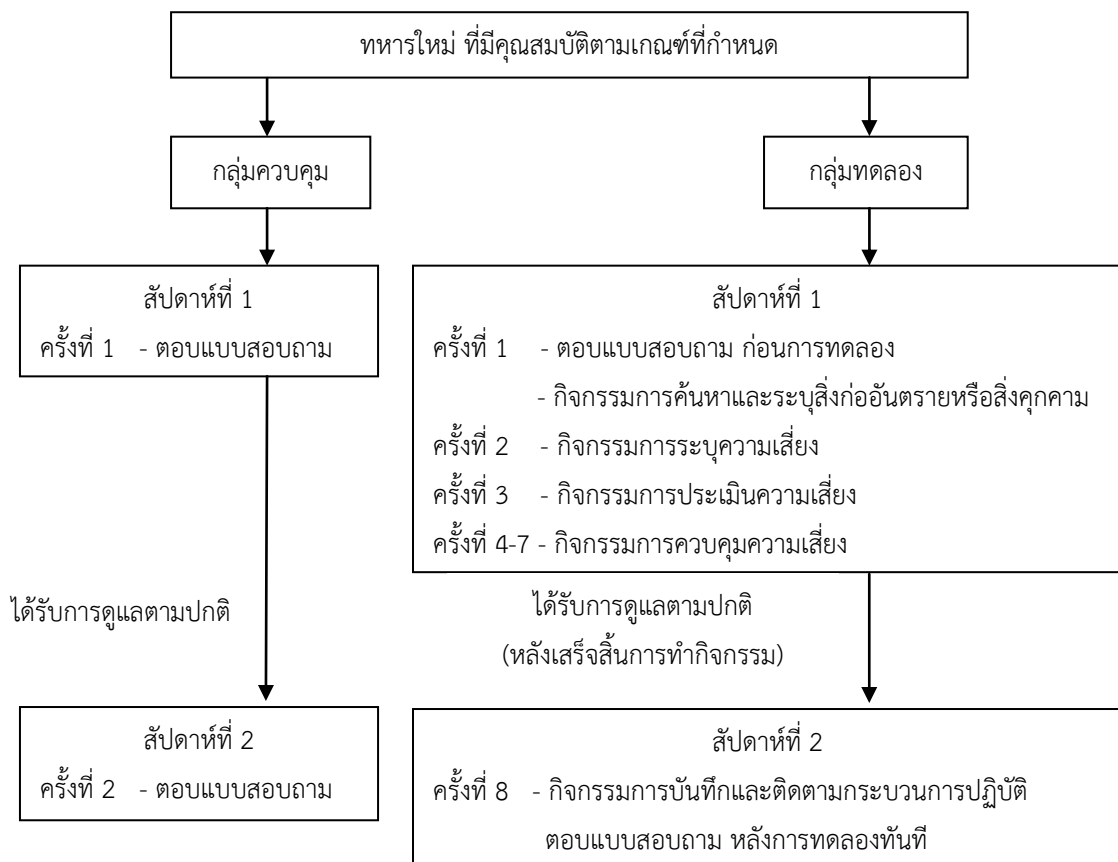 ทหารใหม่ ที่มีคุณสมบัติตามเกณฑ์ที่กำหนด
กลุ่มควบคุม
กลุ่มทดลอง
สัปดาห์ที่ 1
ครั้งที่ 1 - ตอบแบบสอบถาม
สัปดาห์ที่ 1
ครั้งที่ 1 - ตอบแบบสอบถาม ก่อนการทดลอง
- กิจกรรมการค้นหาและระบุสิ่งก่ออันตรายหรือสิ่งคุกคาม
ครั้งที่ 2 - กิจกรรมการระบุความเสี่ยง
ครั้งที่ 3 - กิจกรรมการประเมินความเสี่ยง
ครั้งที่ 4-7 - กิจกรรมการควบคุมความเสี่ยง
ได้รับการดูแลตามปกติ
ได้รับการดูแลตามปกติ
(หลังเสร็จสิ้นการทำกิจกรรม)
สัปดาห์ที่ 2
ครั้งที่ 2 - ตอบแบบสอบถาม
สัปดาห์ที่ 2
ครั้งที่ 8 - กิจกรรมการบันทึกและติดตามกระบวนการปฏิบัติ
ตอบแบบสอบถาม หลังการทดลองทันที